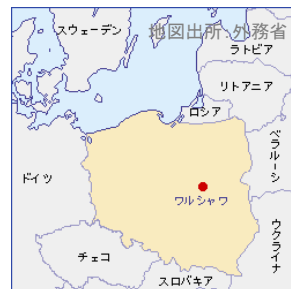 スウェーデン
地図出所 外務省
ラトビア
リトアニア
ロシア
ベラルーシ
ドイツ
ワルシャワ
ウクライナ
チェコ
スロバキア